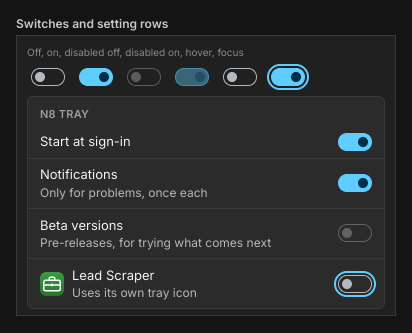 Switches and setting rows
Off, on, disabled off, disabled on, hover, focus
N8 TRAY
Start at sign-in
Notifications
Only for problems, once each
Beta versions
Pre-releases, for trying what comes next
Lead Scraper
Uses its own tray icon